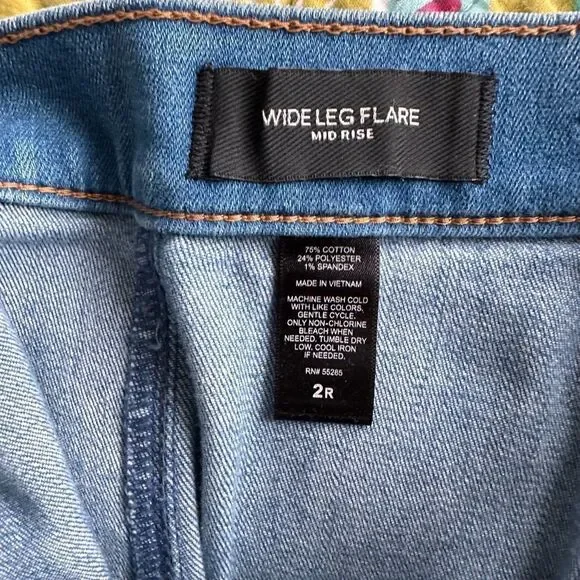 WIDE LEG FLARE
MID RISE
75% COTTON
24% POLYESTER
1% SPANDEX
MADE IN VIETNAM
MACHINE WASH COLD
WITH LIKE COLORS,
GENTLE CYCLE.
ONLY NON-CHLORINE
BLEACH WHEN
NEEDED. TUMBLE DRY
LOW. COOL IRON
IF NEEDED.
RN# 55285
2R